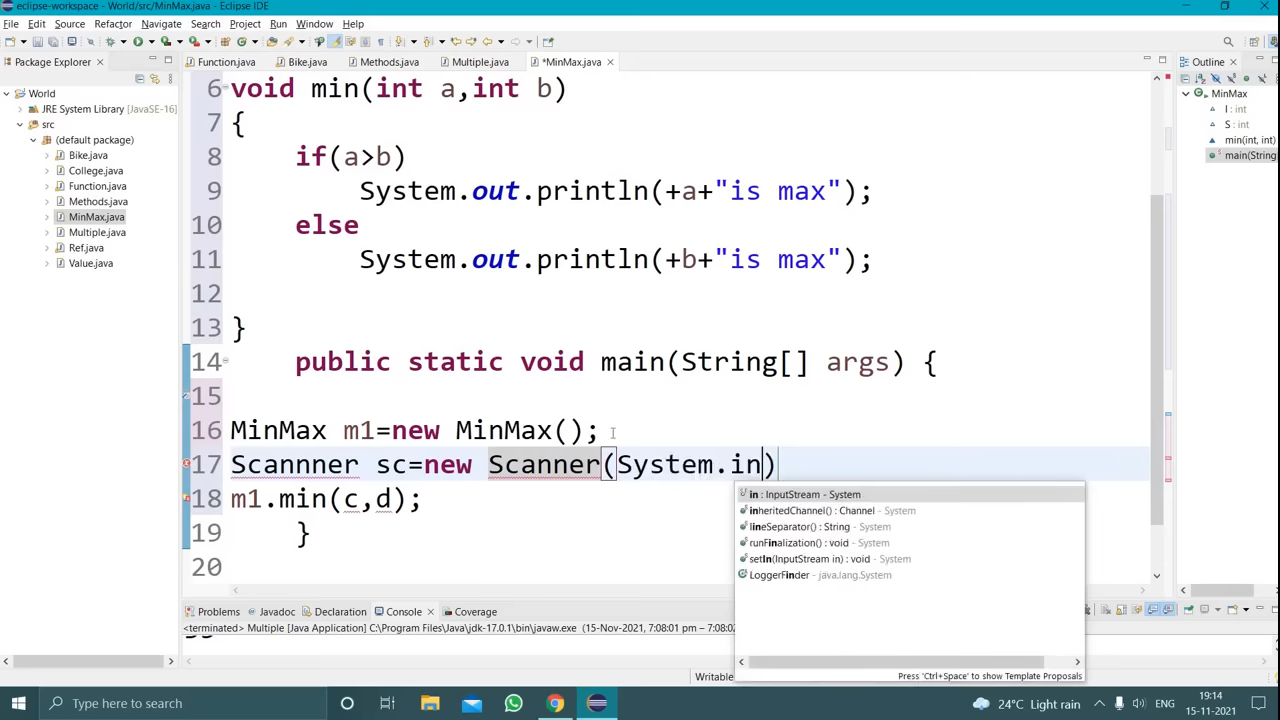 eclipse-workspace - World/src/MinMax.java - Eclipse IDE
File Edit Source Refactor Navigate Search Project Run Window Help
Package Explorer
Function.java Bike.java Methods.java Multiple.java *MinMax.java
Outline
World
JRE System Library [JavaSE-16]
src
(default package)
Bike.java
College.java
Function.java
Methods.java
MinMax.java
Multiple.java
Ref.java
Value.java
6 void min(int a,int b)
7 {
8 if(a>b)
9 System.out.println(+a+"is max");
10 else
11 System.out.println(+b+"is max");
12
13 }
14 public static void main(String[] args) {
15
16 MinMax m1=new MinMax();
17 Scannner sc=new Scanner(System.in)
18 m1.min(c,d);
19 }
20
in : InputStream - System
inheritedChannel() : Channel - System
lineSeparator() : String - System
runFinalization() : void - System
setIn(InputStream in) : void - System
LoggerFinder - java.lang.System
Press 'Ctrl+Space' to show Template Proposals
MinMax
I : int
S : int
min(int, int)
main(String
Problems Javadoc Declaration Console Coverage
<terminated> Multiple [Java Application] C:\Program Files\Java\jdk-17.0.1\bin\javaw.exe (15-Nov-2021, 7:08:01 pm – 7:08:02
Writable
Type here to search
24°C Light rain
ENG
19:14
15-11-2021